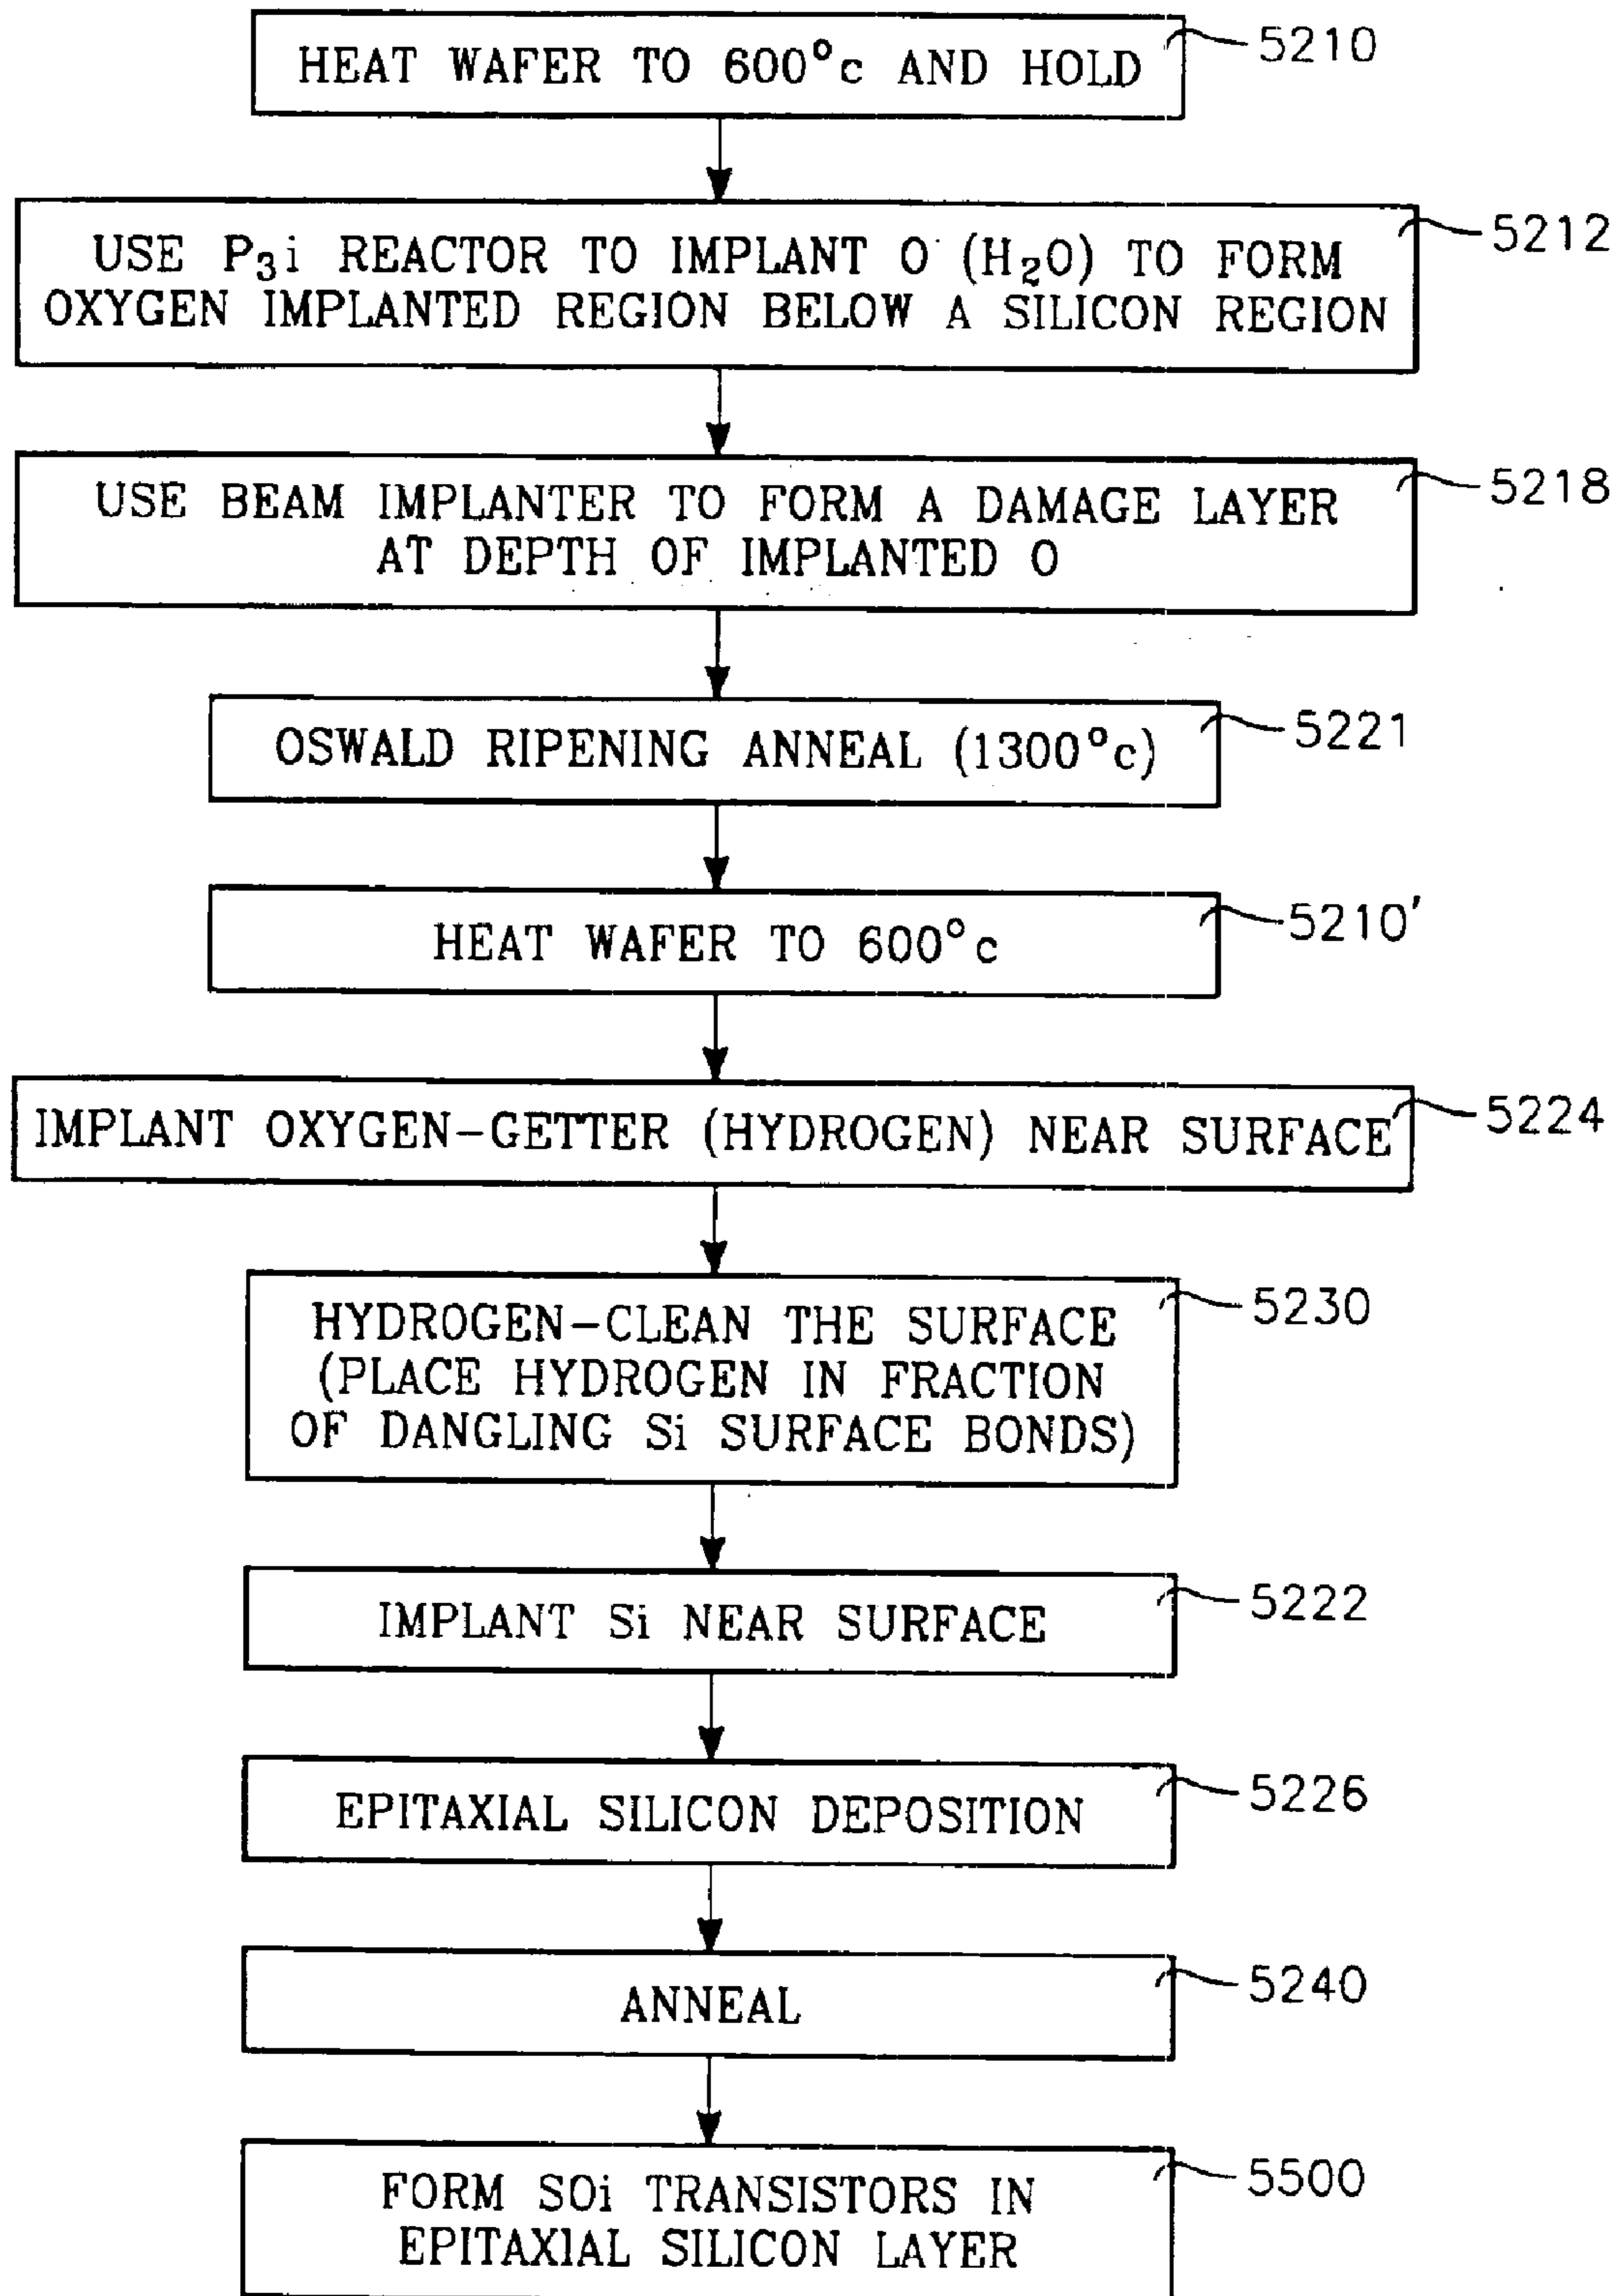 HEAT WAFER TO 600°c AND HOLD
5210
USE P₃i REACTOR TO IMPLANT O (H₂O) TO FORM
OXYGEN IMPLANTED REGION BELOW A SILICON REGION
5212
USE BEAM IMPLANTER TO FORM A DAMAGE LAYER
AT DEPTH OF IMPLANTED O
5218
OSWALD RIPENING ANNEAL (1300°c)
5221
HEAT WAFER TO 600°c
5210'
IMPLANT OXYGEN-GETTER (HYDROGEN) NEAR SURFACE
5224
HYDROGEN-CLEAN THE SURFACE
(PLACE HYDROGEN IN FRACTION
OF DANGLING Si SURFACE BONDS)
5230
IMPLANT Si NEAR SURFACE
5222
EPITAXIAL SILICON DEPOSITION
5226
ANNEAL
5240
FORM SOi TRANSISTORS IN
EPITAXIAL SILICON LAYER
5500